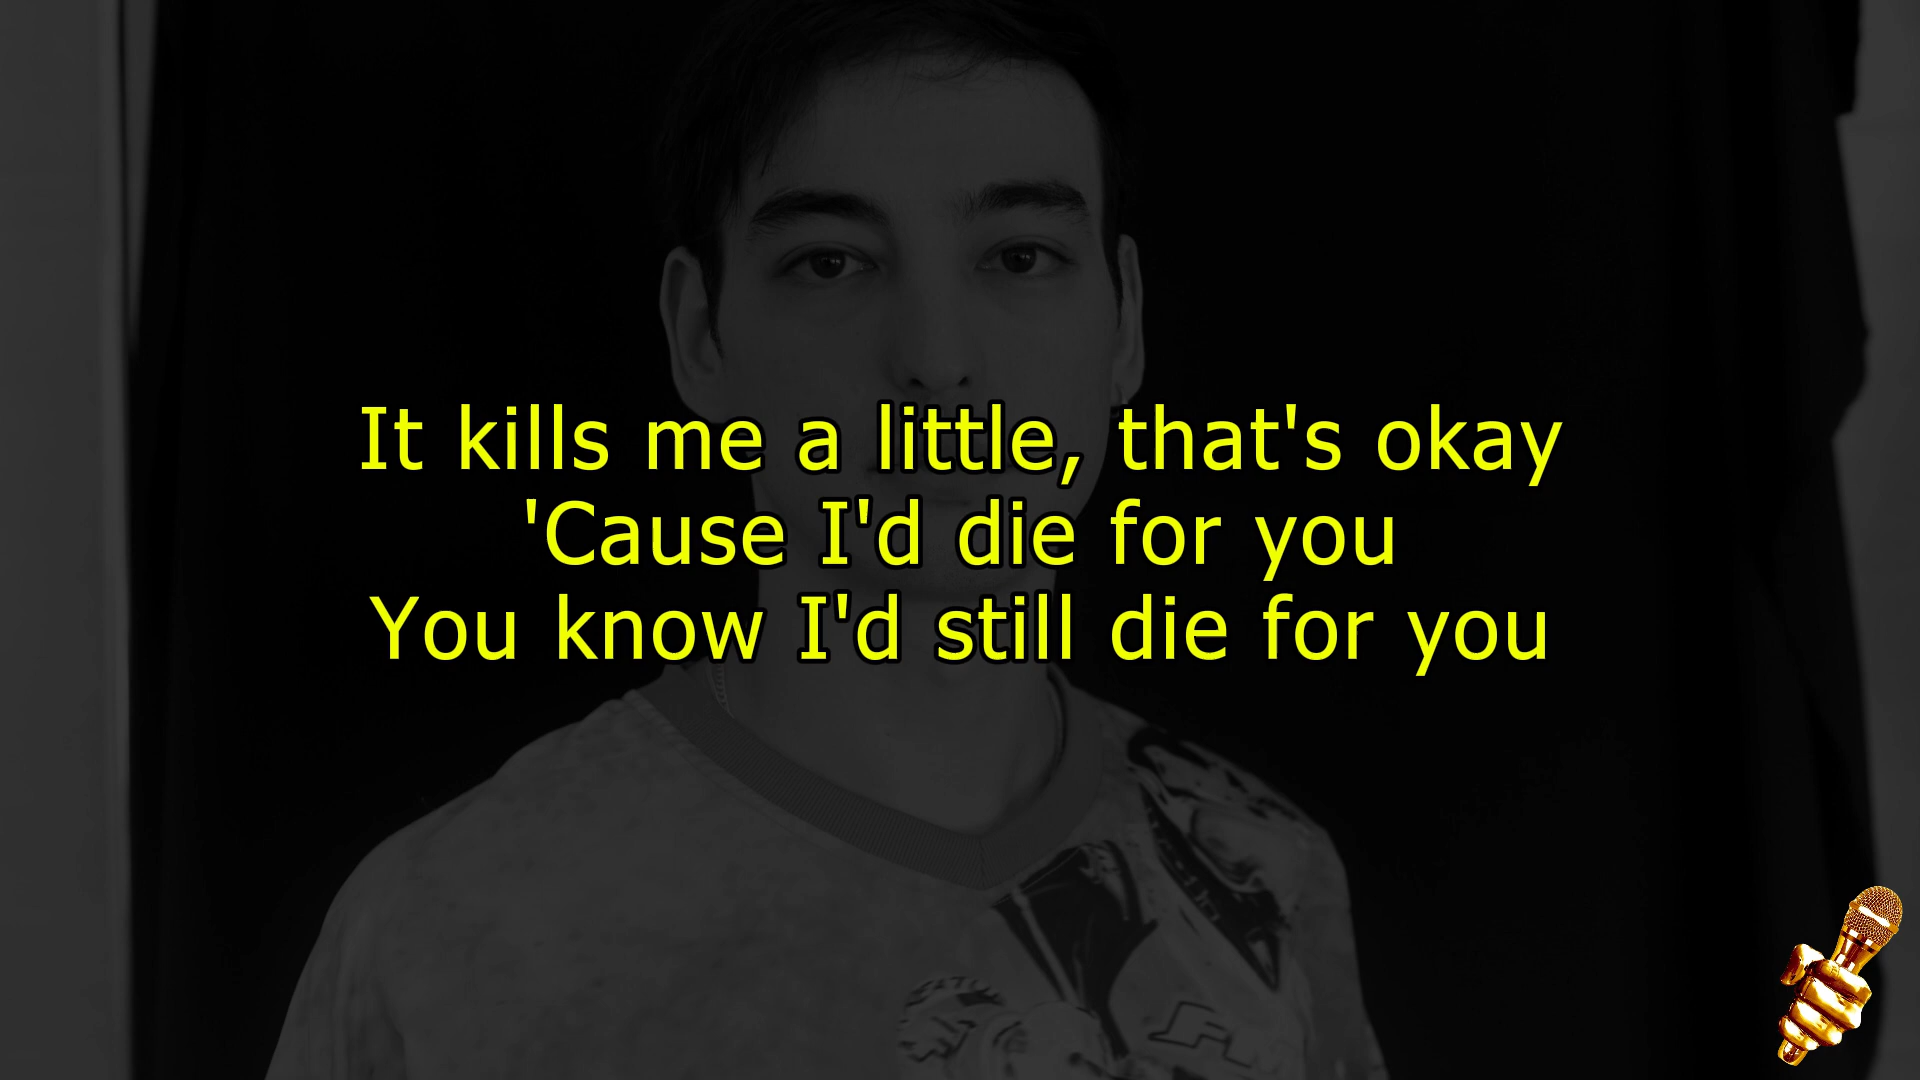 It kills me a little, that's okay
'Cause I'd die for you
You know I'd still die for you